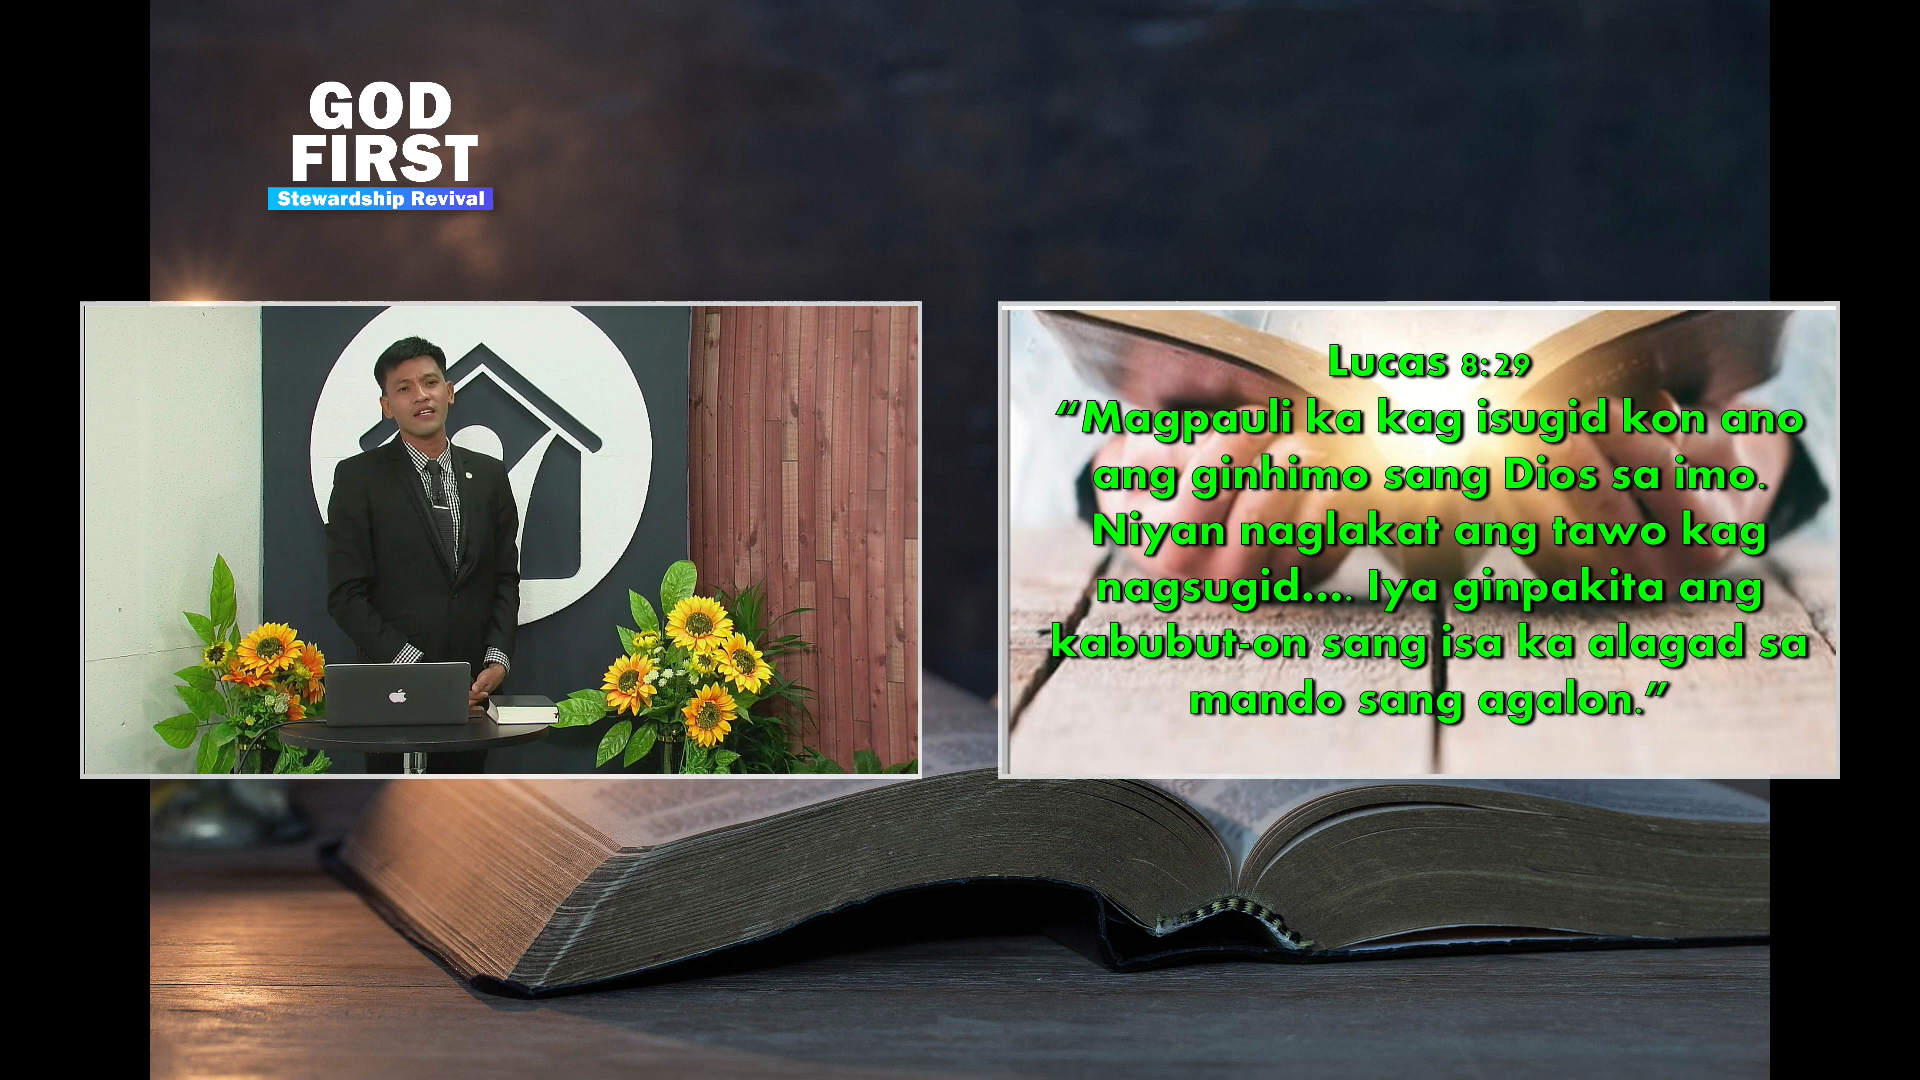 GOD
FIRST
Stewardship Revival
Lucas 8:29
“Magpauli ka kag isugid kon ano
ang ginhimo sang Dios sa imo.
Niyan naglakat ang tawo kag
nagsugid.... Iya ginpakita ang
kabubut-on sang isa ka alagad sa
mando sang agalon.”